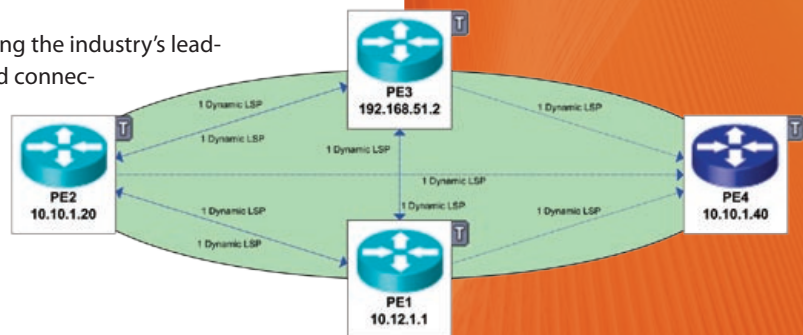 ng the industry's lead-
d connec-
T
PE3
192.168.51.2
1 Dynamic LSP
1 Dynamic LSP
1 Dynamic LSP
T
PE2
10.10.1.20
1 Dynamic LSP
1 Dynamic LSP
T
PE4
10.10.1.40
1 Dynamic LSP
1 Dynamic LSP
1 Dynamic LSP
1 Dynamic LSP
1 Dynamic LSP
T
PE1
10.12.1.1